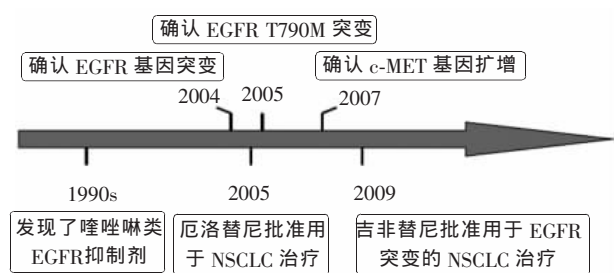 确认 EGFR T790M 突变
确认 EGFR 基因突变
确认 c-MET 基因扩增
2004
2005
2007
1990s
2005
2009
发现了喹唑啉类
EGFR抑制剂
厄洛替尼批准用
于 NSCLC 治疗
吉非替尼批准用于 EGFR
突变的 NSCLC 治疗